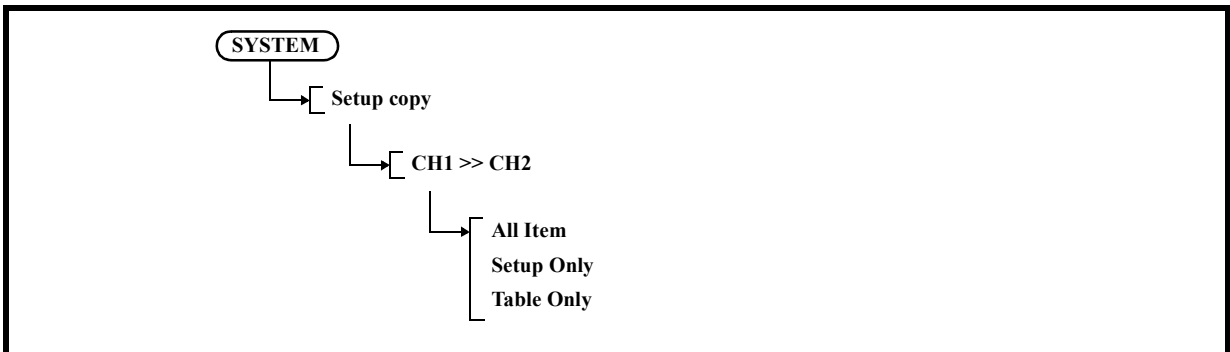 SYSTEM
Setup copy
CH1 >> CH2
All Item
Setup Only
Table Only